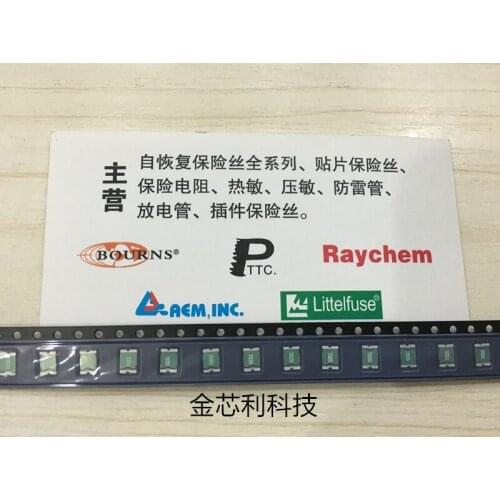 主营
自恢复保险丝全系列、贴片保险丝、
保险电阻、热敏、压敏、防雷管、
放电管、插件保险丝。
BOURNS®
PTTC.
Raychem
AEM, INC.
Littelfuse®
金芯利科技